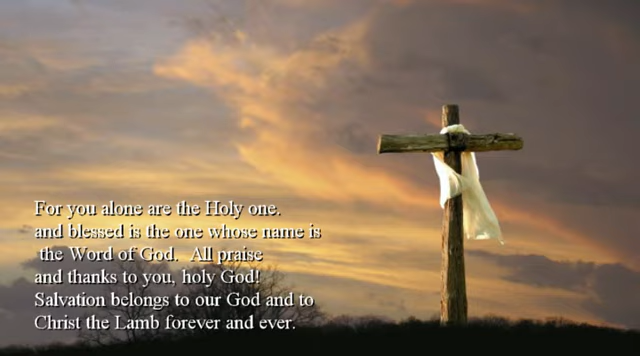 For you alone are the Holy one.
and blessed is the one whose name is
the Word of God.  All praise
and thanks to you, holy God!
Salvation belongs to our God and to
Christ the Lamb forever and ever.